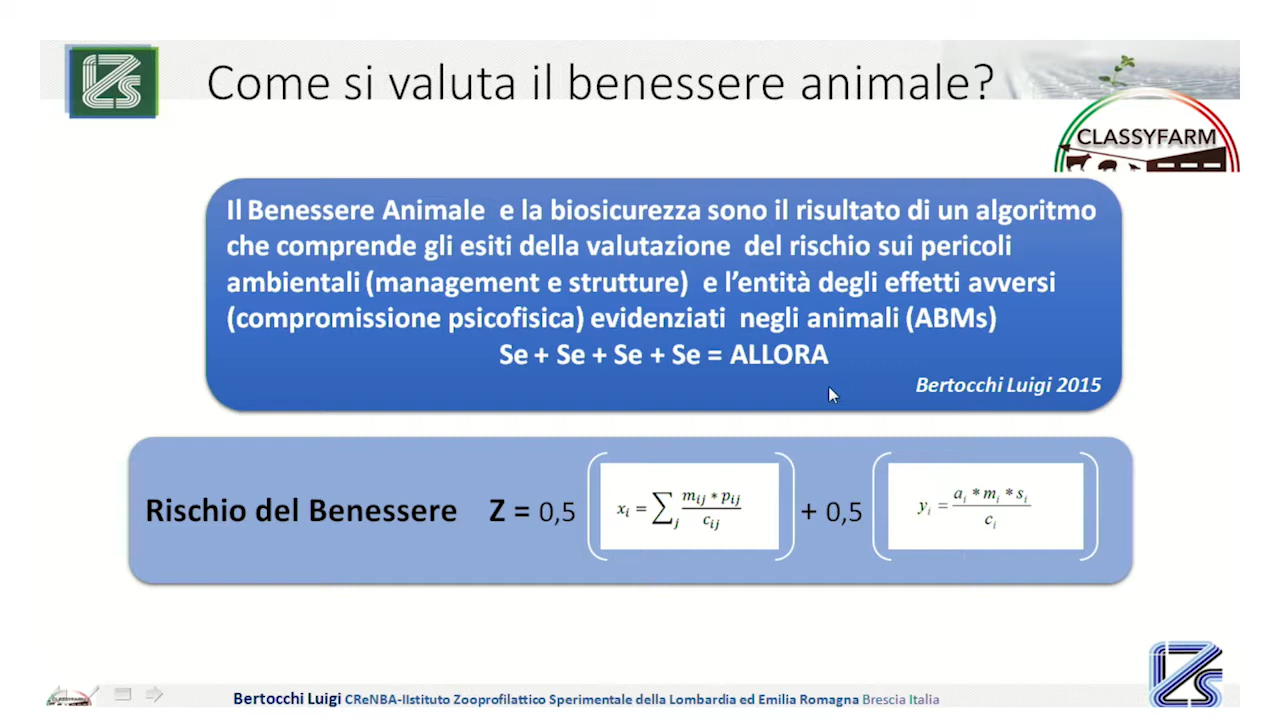 Come si valuta il benessere animale?
CLASSYFARM
Il Benessere Animale e la biosicurezza sono il risultato di un algoritmo
che comprende gli esiti della valutazione del rischio sui pericoli
ambientali (management e strutture) e l'entità degli effetti avversi
(compromissione psicofisica) evidenziati negli animali (ABMs)
Se + Se + Se + Se = ALLORA
Bertocchi Luigi 2015
Rischio del Benessere Z = 0,5 ( x_i = ∑_j m_ij * p_ij / c_ij ) + 0,5 ( y_i = a_i * m_i * s_i / c_i )
CLASSYFARM
Bertocchi Luigi CReNBA-IIstituto Zooprofilattico Sperimentale della Lombardia ed Emilia Romagna Brescia Italia